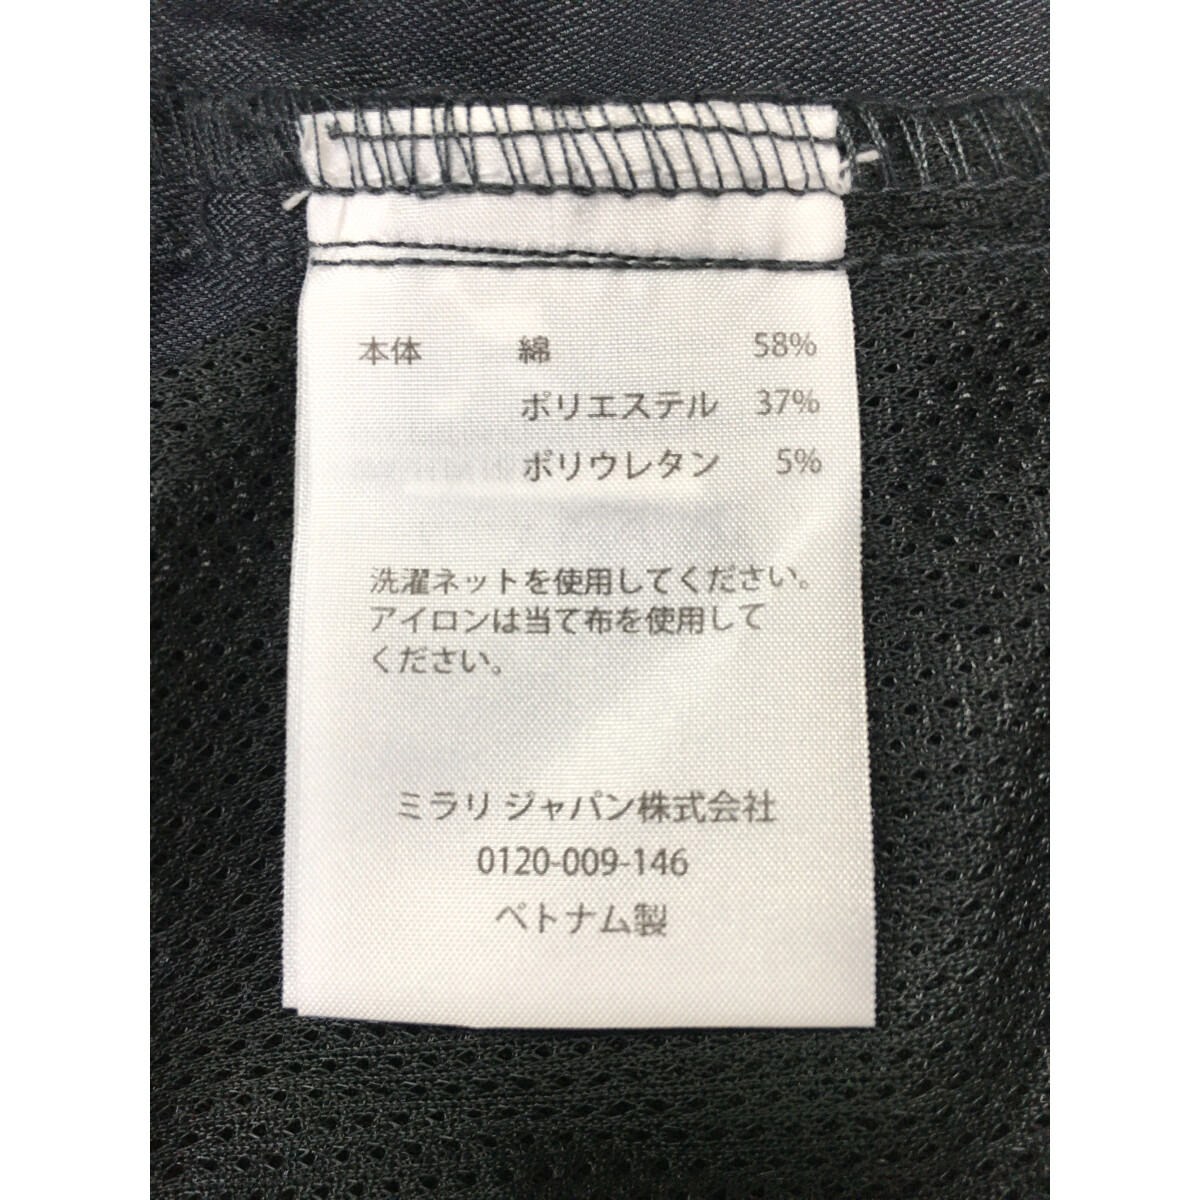 本体 綿 58%
ポリエステル 37%
ポリウレタン 5%
洗濯ネットを使用してください。
アイロンは当て布を使用して
ください。
ミラリ ジャパン株式会社
0120-009-146
ベトナム製